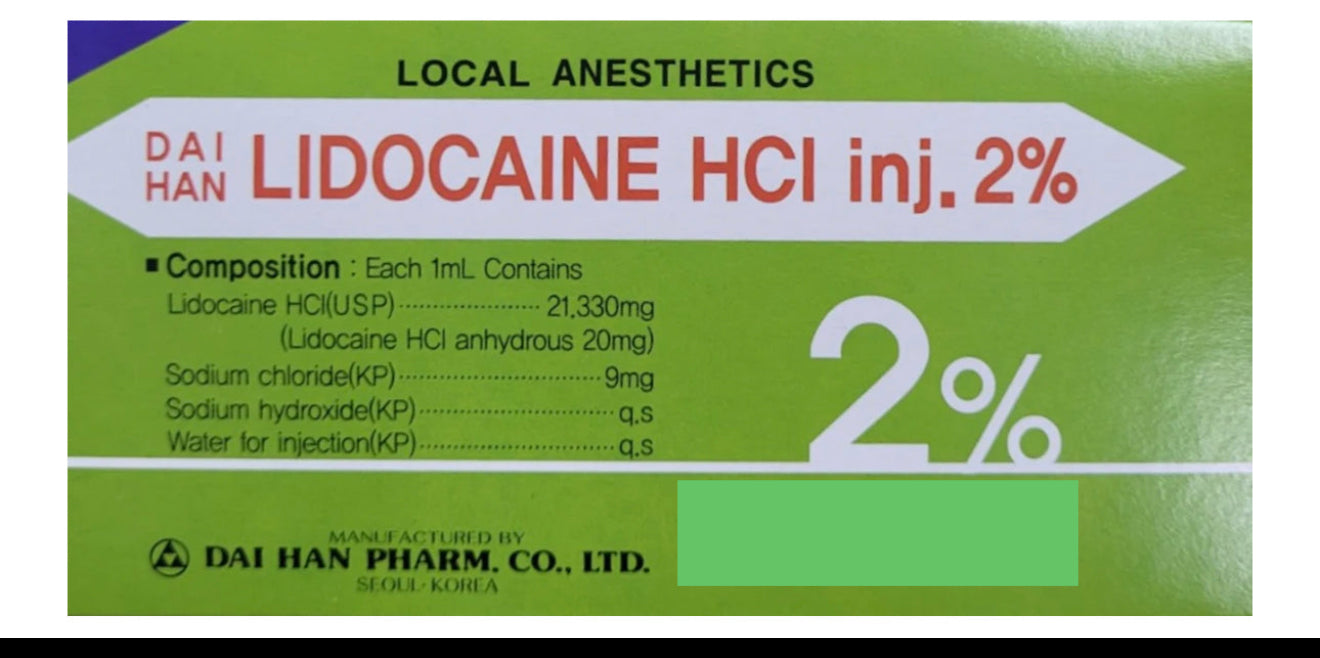 LOCAL ANESTHETICS
DAI HAN LIDOCAINE HCl inj. 2%
■ Composition : Each 1mL Contains
Lidocaine HCl(USP) ····················· 21.330mg
(Lidocaine HCl anhydrous 20mg)
Sodium chloride(KP) ····························· 9mg
Sodium hydroxide(KP) ···························· q.s
Water for injection(KP) ···························· q.s
2%
MANUFACTURED BY
DAI HAN PHARM. CO., LTD.
SEOUL·KOREA